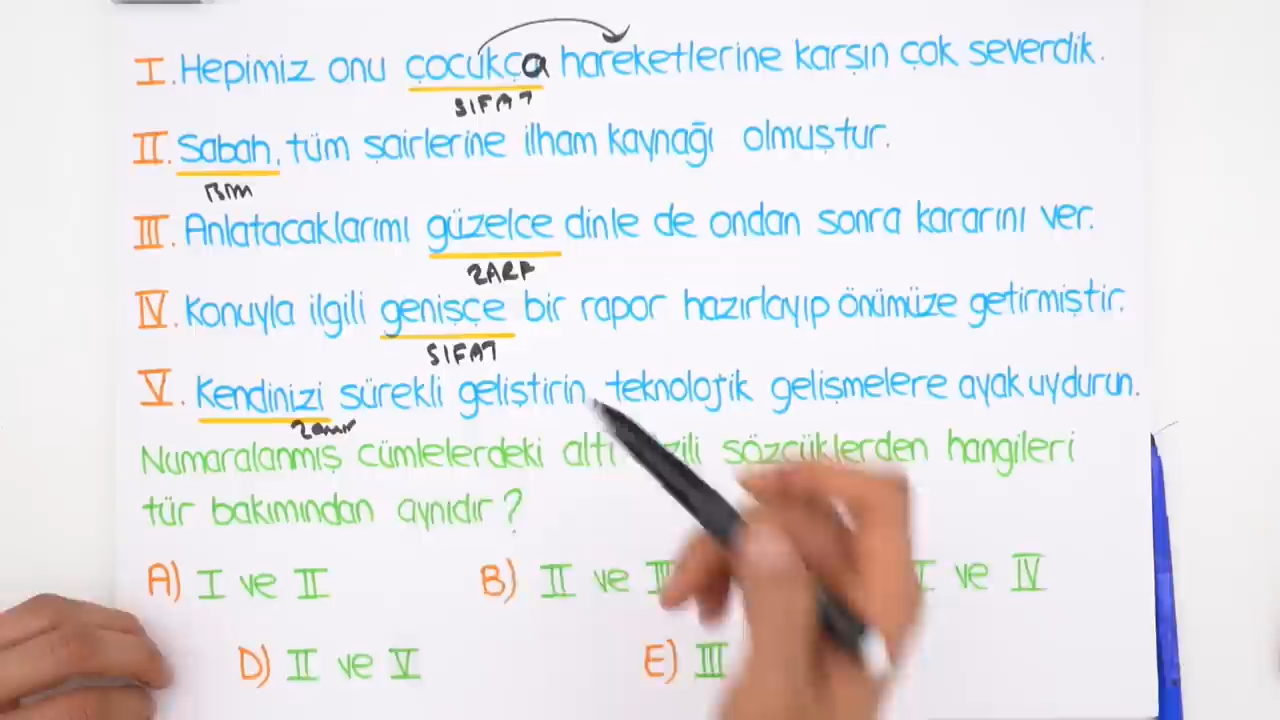 I. Hepimiz onu çocukça hareketlerine karşın çok severdik.
SIFAT
II. Sabah, tüm şairlerine ilham kaynağı olmuştur.
İSİM
III. Anlatacaklarımı güzelce dinle de ondan sonra kararını ver.
ZARF
IV. Konuyla ilgili genişçe bir rapor hazırlayıp önümüze getirmiştir.
SIFAT
V. Kendinizi sürekli geliştirin, teknolojik gelişmelere ayak uydurun.
zamir
Numaralanmış cümlelerdeki altı sözcüklerden hangileri
tür bakımından aynıdır?
A) I ve II B) II ve ve IV
D) II ve V E) III